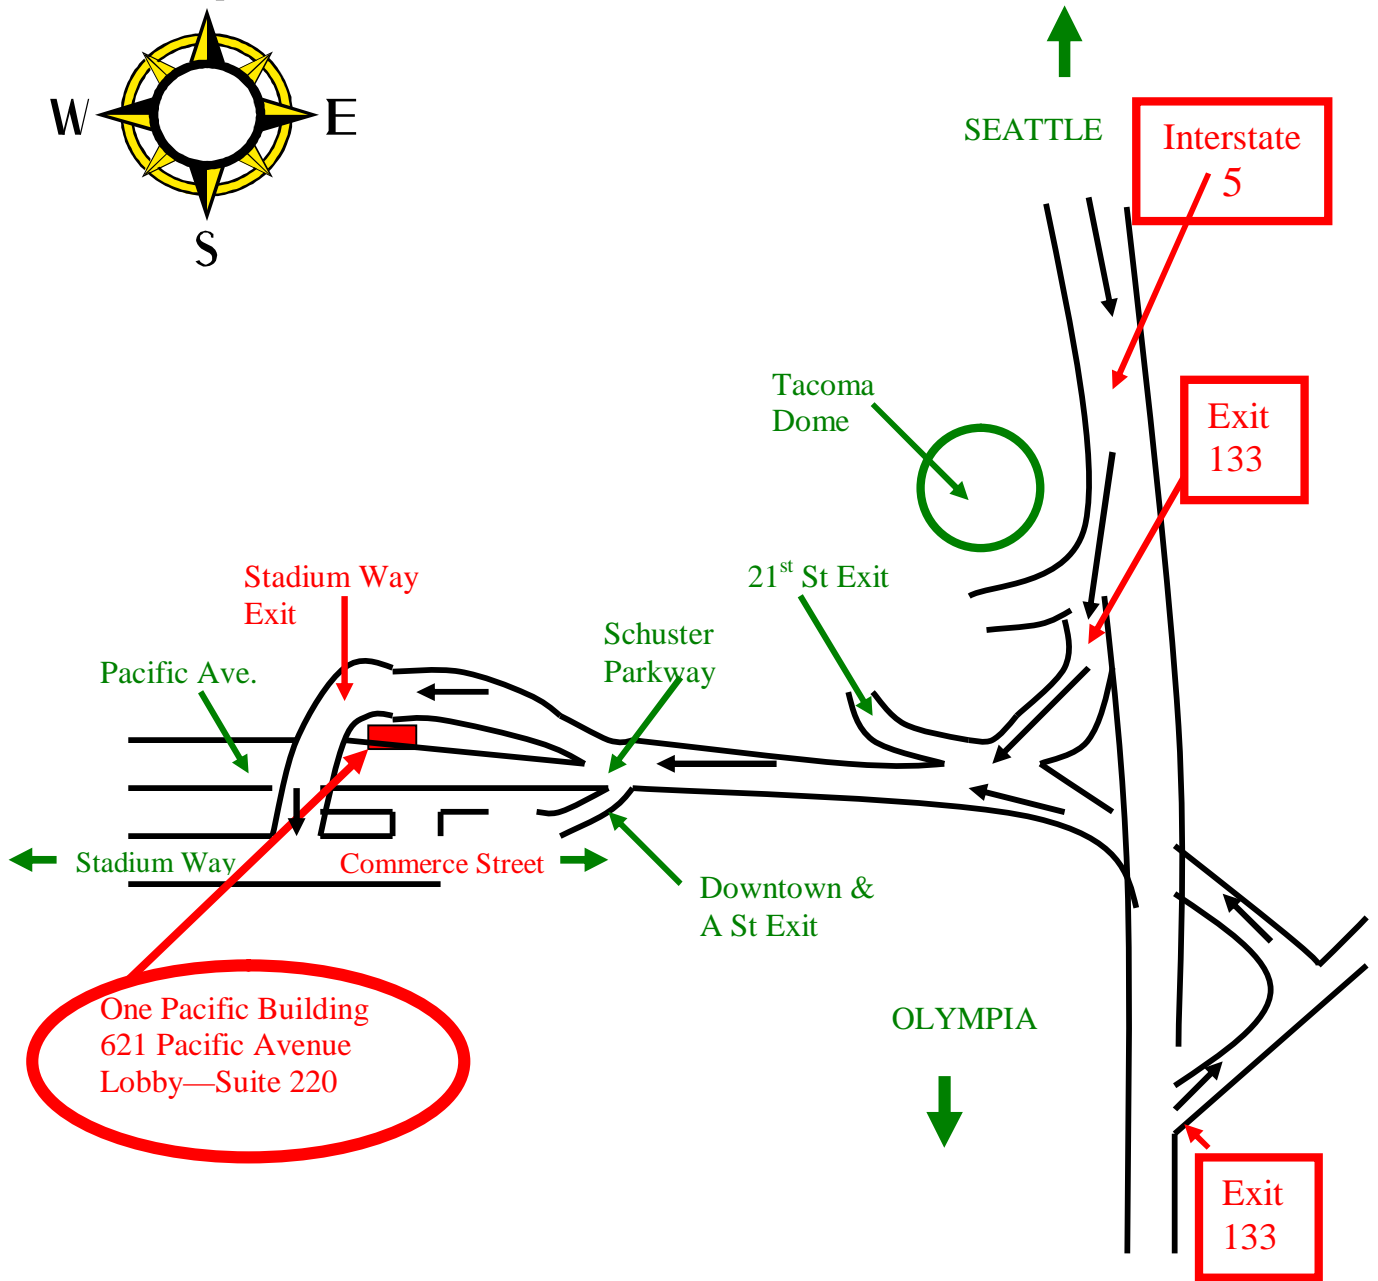 W
E
S
SEATTLE
Interstate
5
Tacoma
Dome
Exit
133
Stadium Way
Exit
21st St Exit
Schuster
Parkway
Pacific Ave.
Stadium Way
Commerce Street
Downtown &
A St Exit
One Pacific Building
621 Pacific Avenue
Lobby—Suite 220
OLYMPIA
Exit
133